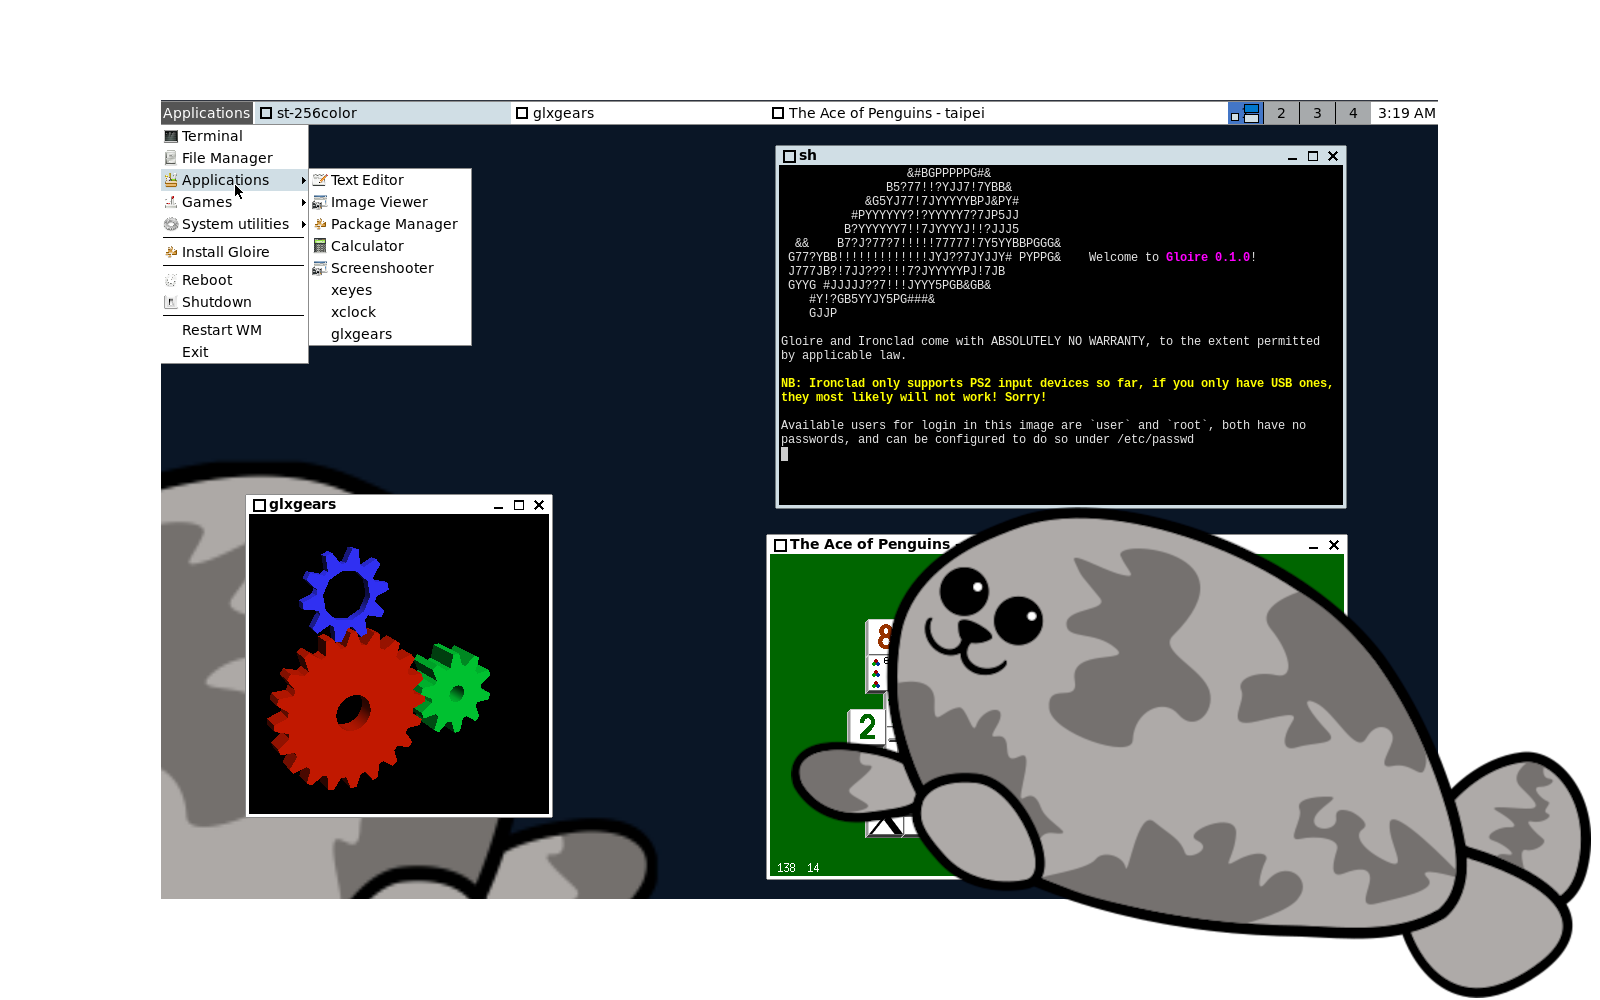 Applications st-256color glxgears The Ace of Penguins - taipei 2 3 4 3:19 AM
Terminal
File Manager
Applications
Games
System utilities
Install Gloire
Reboot
Shutdown
Restart WM
Exit
Text Editor
Image Viewer
Package Manager
Calculator
Screenshooter
xeyes
xclock
glxgears
sh
&#BGPPPPPG#&
B5?77!!?YJJ7!7YBB&
&G5YJ77!7JYYYYYBPJ&PY#
#PYYYYYY?!?YYYYY7?7JP5JJ
B?YYYYYY7!!7JYYYYJ!!?JJJ5
&& B7?J?77?7!!!!!77777!7Y5YYBBPGGG&
G77?YBB!!!!!!!!!!!!!JYJ??7JYJJY# PYPPG& Welcome to Gloire 0.1.0!
J777JB?!7JJ???!!!7?JYYYYYPJ!7JB
GYYG #JJJJJ??7!!!JYYY5PGB&GB&
#Y!?GB5YYJY5PG###&
GJJP
Gloire and Ironclad come with ABSOLUTELY NO WARRANTY, to the extent permitted
by applicable law.
NB: Ironclad only supports PS2 input devices so far, if you only have USB ones,
they most likely will not work! Sorry!
Available users for login in this image are `user` and `root`, both have no
passwords, and can be configured to do so under /etc/passwd
glxgears
The Ace of Penguins -
8
6
2
138 14